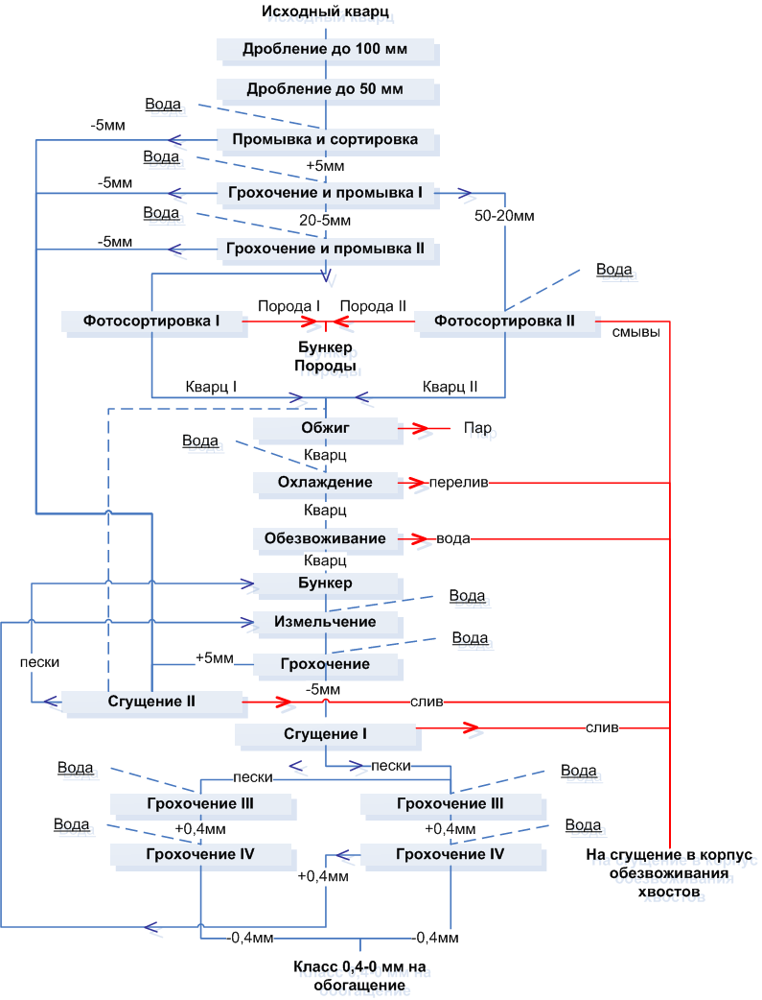 Исходный кварц
Дробление до 100 мм
Дробление до 50 мм
Вода
-5мм
Промывка и сортировка
Вода
+5мм
-5мм
Грохочение и промывка I
Вода
20-5мм
50-20мм
-5мм
Грохочение и промывка II
Вода
Фотосортировка I
Порода I
Порода II
Фотосортировка II
смывы
Бункер
Породы
Кварц I
Кварц II
Обжиг
Пар
Вода
Кварц
Охлаждение
перелив
Кварц
Обезвоживание
вода
Кварц
Бункер
Вода
Измельчение
Вода
пески
+5мм
Грохочение
-5мм
Сгущение II
слив
Сгущение I
слив
Вода
пески
пески
Вода
Грохочение III
Грохочение III
Вода
+0,4мм
+0,4мм
Вода
Грохочение IV
Грохочение IV
+0,4мм
На сгущение в корпус
обезвоживания
хвостов
-0,4мм
-0,4мм
Класс 0,4-0 мм на
обогащение